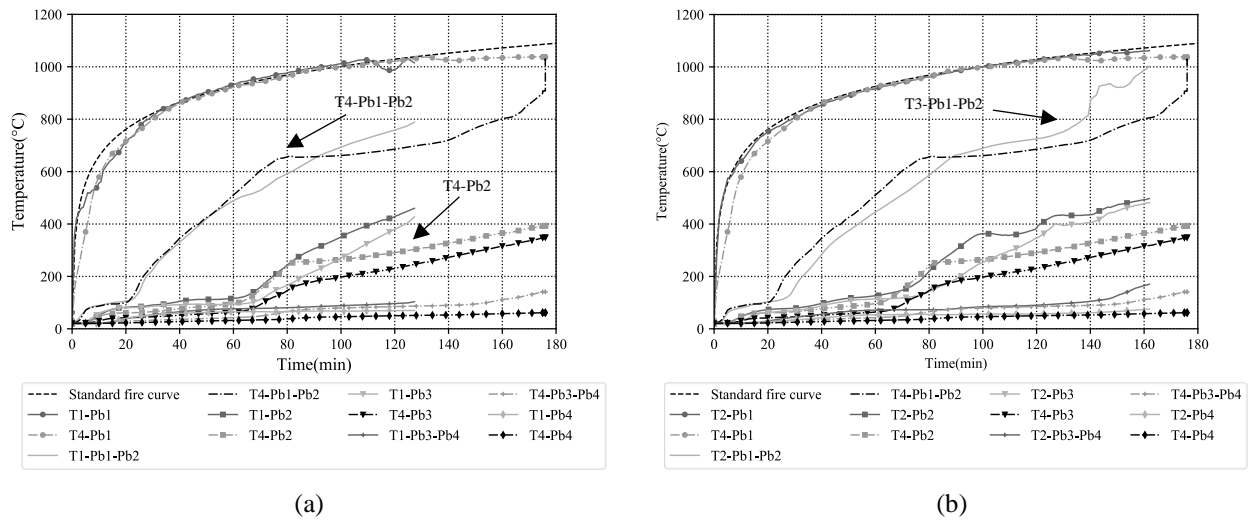 1200
1000
800
600
400
200
0
Temperature(°C)
T4-Pb1-Pb2
T4-Pb2
0 20 40 60 80 100 120 140 160 180
Time(min)
Standard fire curve T4-Pb1-Pb2 T1-Pb3 T4-Pb3-Pb4
T1-Pb1 T1-Pb2 T4-Pb3 T1-Pb4
T4-Pb1 T4-Pb2 T1-Pb3-Pb4 T4-Pb4
T1-Pb1-Pb2
(a)
1200
1000
800
600
400
200
0
Temperature(°C)
T3-Pb1-Pb2
0 20 40 60 80 100 120 140 160 180
Time(min)
Standard fire curve T4-Pb1-Pb2 T2-Pb3 T4-Pb3-Pb4
T2-Pb1 T2-Pb2 T4-Pb3 T2-Pb4
T4-Pb1 T4-Pb2 T2-Pb3-Pb4 T4-Pb4
T2-Pb1-Pb2
(b)